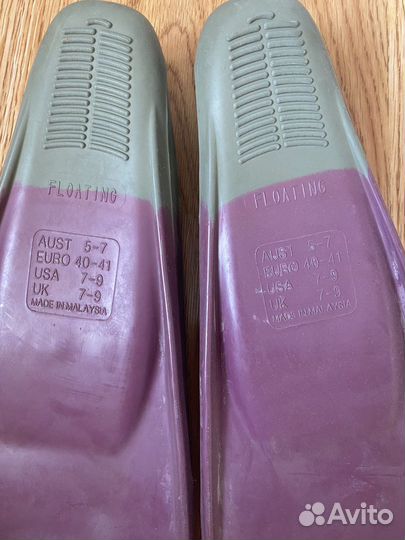 FLOATING
AUST 5-7
EURO 40-41
USA 7-9
UK 7-9
MADE IN MALAYSIA
FLOATING
AUST 5-7
EURO 40-41
USA 7-9
UK 7-9
MADE IN MALAYSIA
Avito